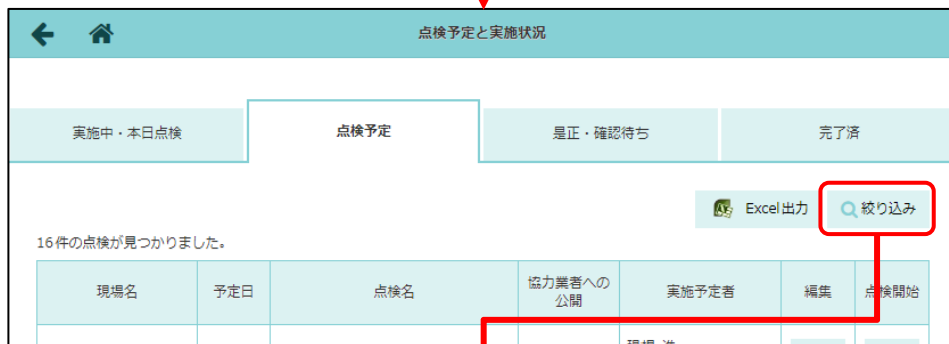 点検予定と実施状況
実施中・本日点検 点検予定 是正・確認待ち 完了済
Excel出力 絞り込み
16件の点検が見つかりました。
現場名 予定日 点検名 協力業者への公開 実施予定者 編集 点検開始